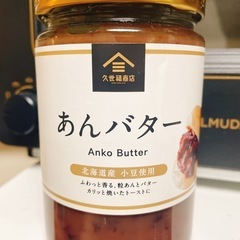 久世福商店
あんバター
Anko Butter
北海道産 小豆使用
ふわっと香る、粒あんとバター
カリッと焼いたトーストに
LMUD